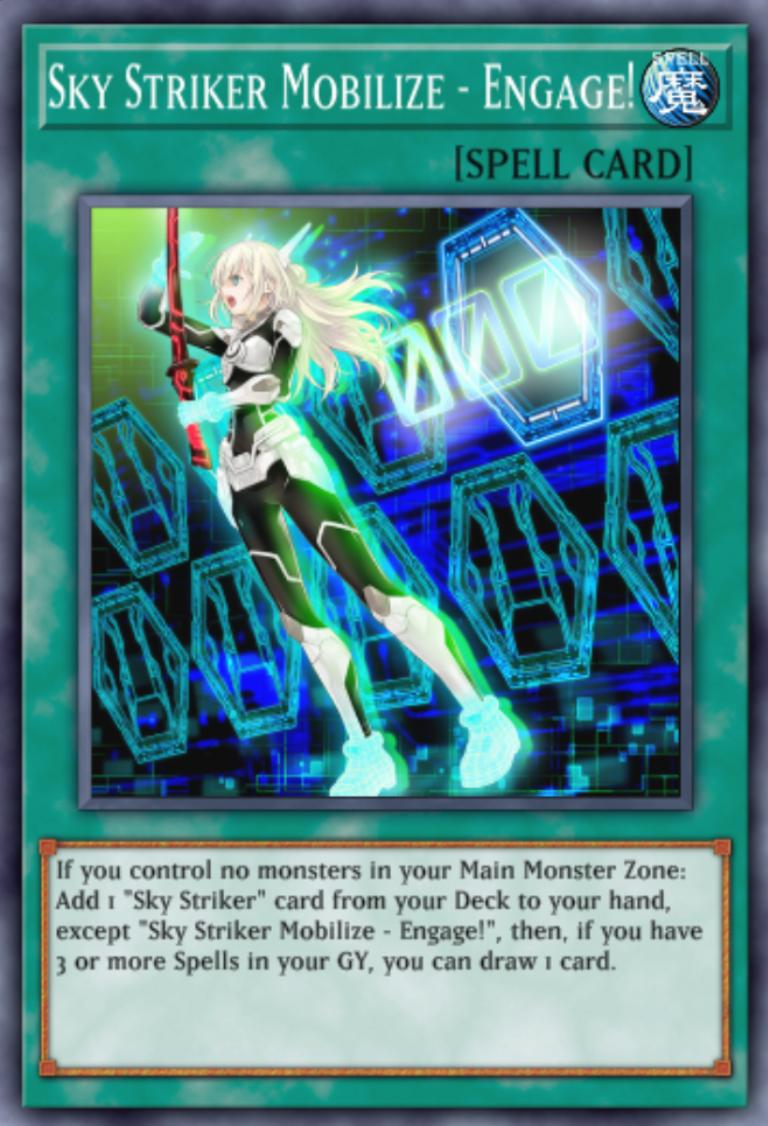 Sky Striker Mobilize - Engage!
SPELL
魔
[SPELL CARD]
If you control no monsters in your Main Monster Zone:
Add 1 "Sky Striker" card from your Deck to your hand,
except "Sky Striker Mobilize - Engage!", then, if you have
3 or more Spells in your GY, you can draw 1 card.